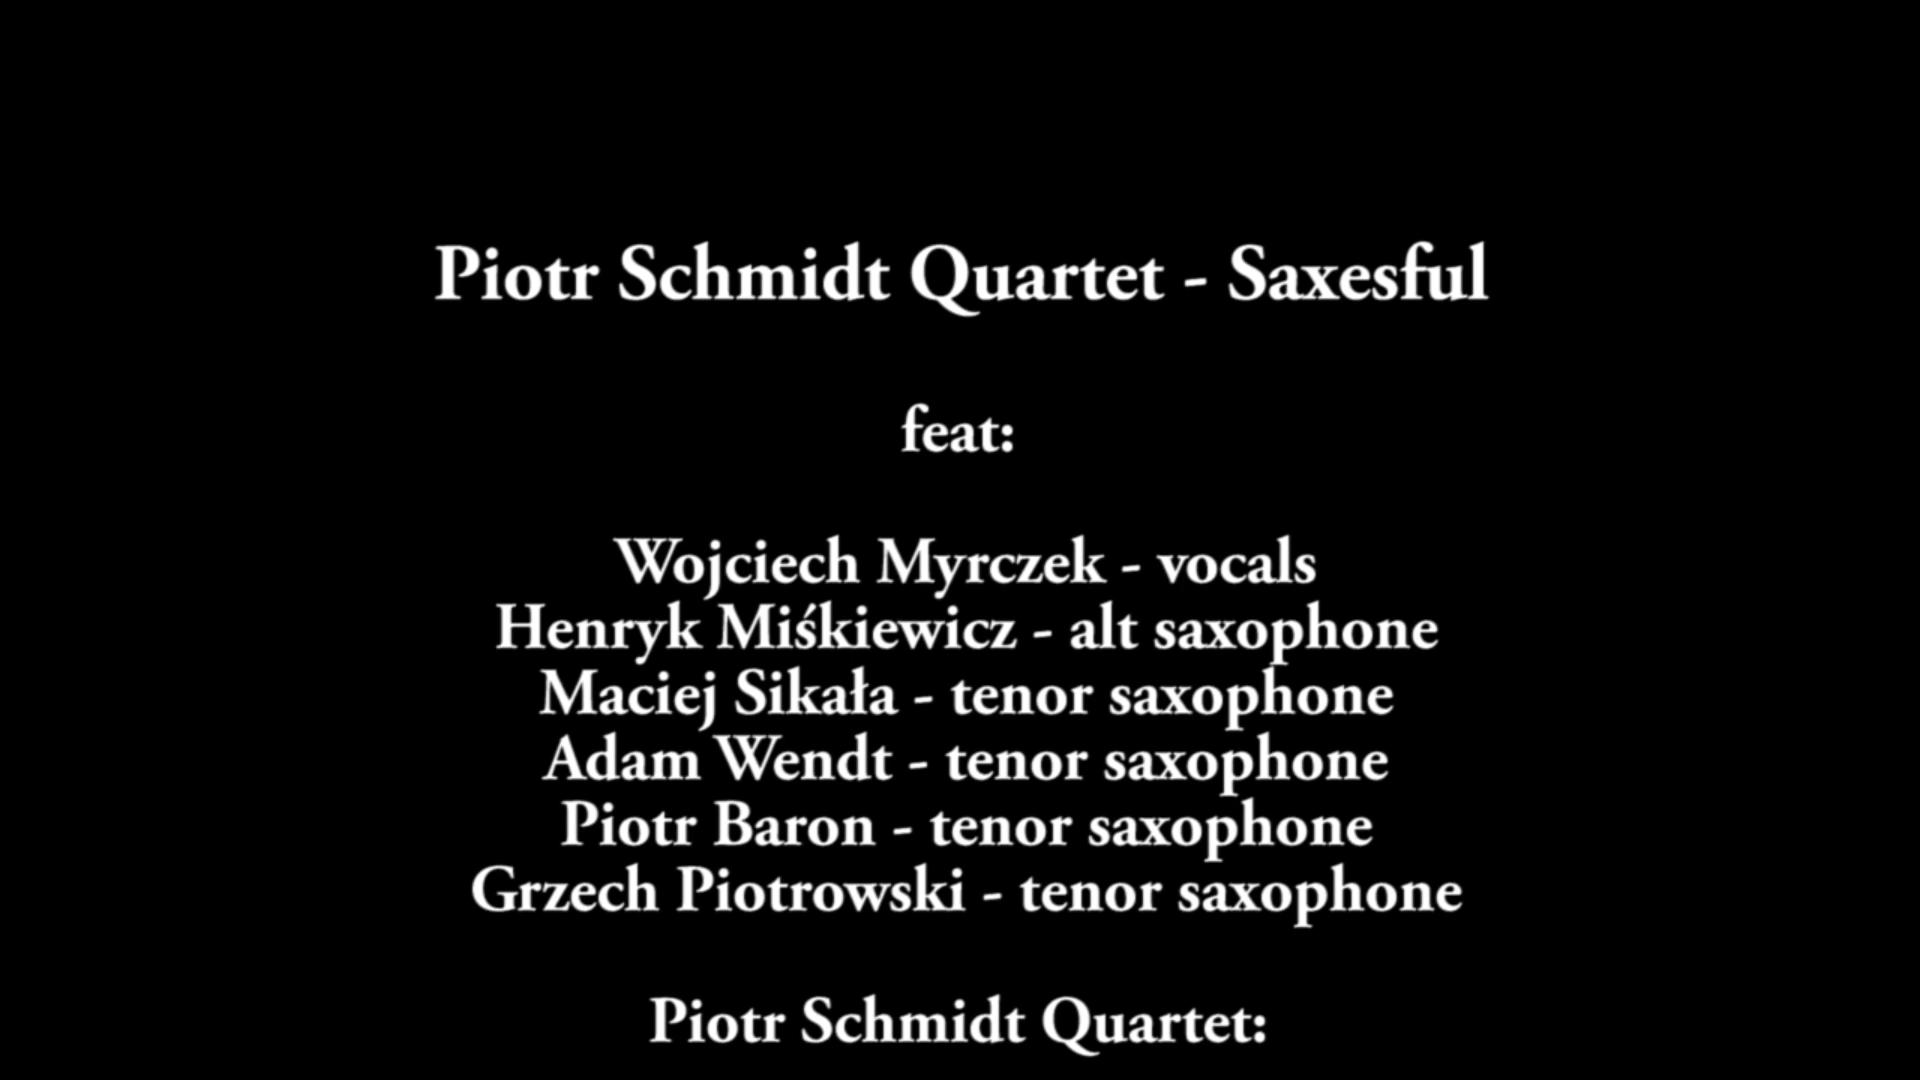 Piotr Schmidt Quartet - Saxesful
feat:
Wojciech Myrczek - vocals
Henryk Miśkiewicz - alt saxophone
Maciej Sikała - tenor saxophone
Adam Wendt - tenor saxophone
Piotr Baron - tenor saxophone
Grzech Piotrowski - tenor saxophone
Piotr Schmidt Quartet: